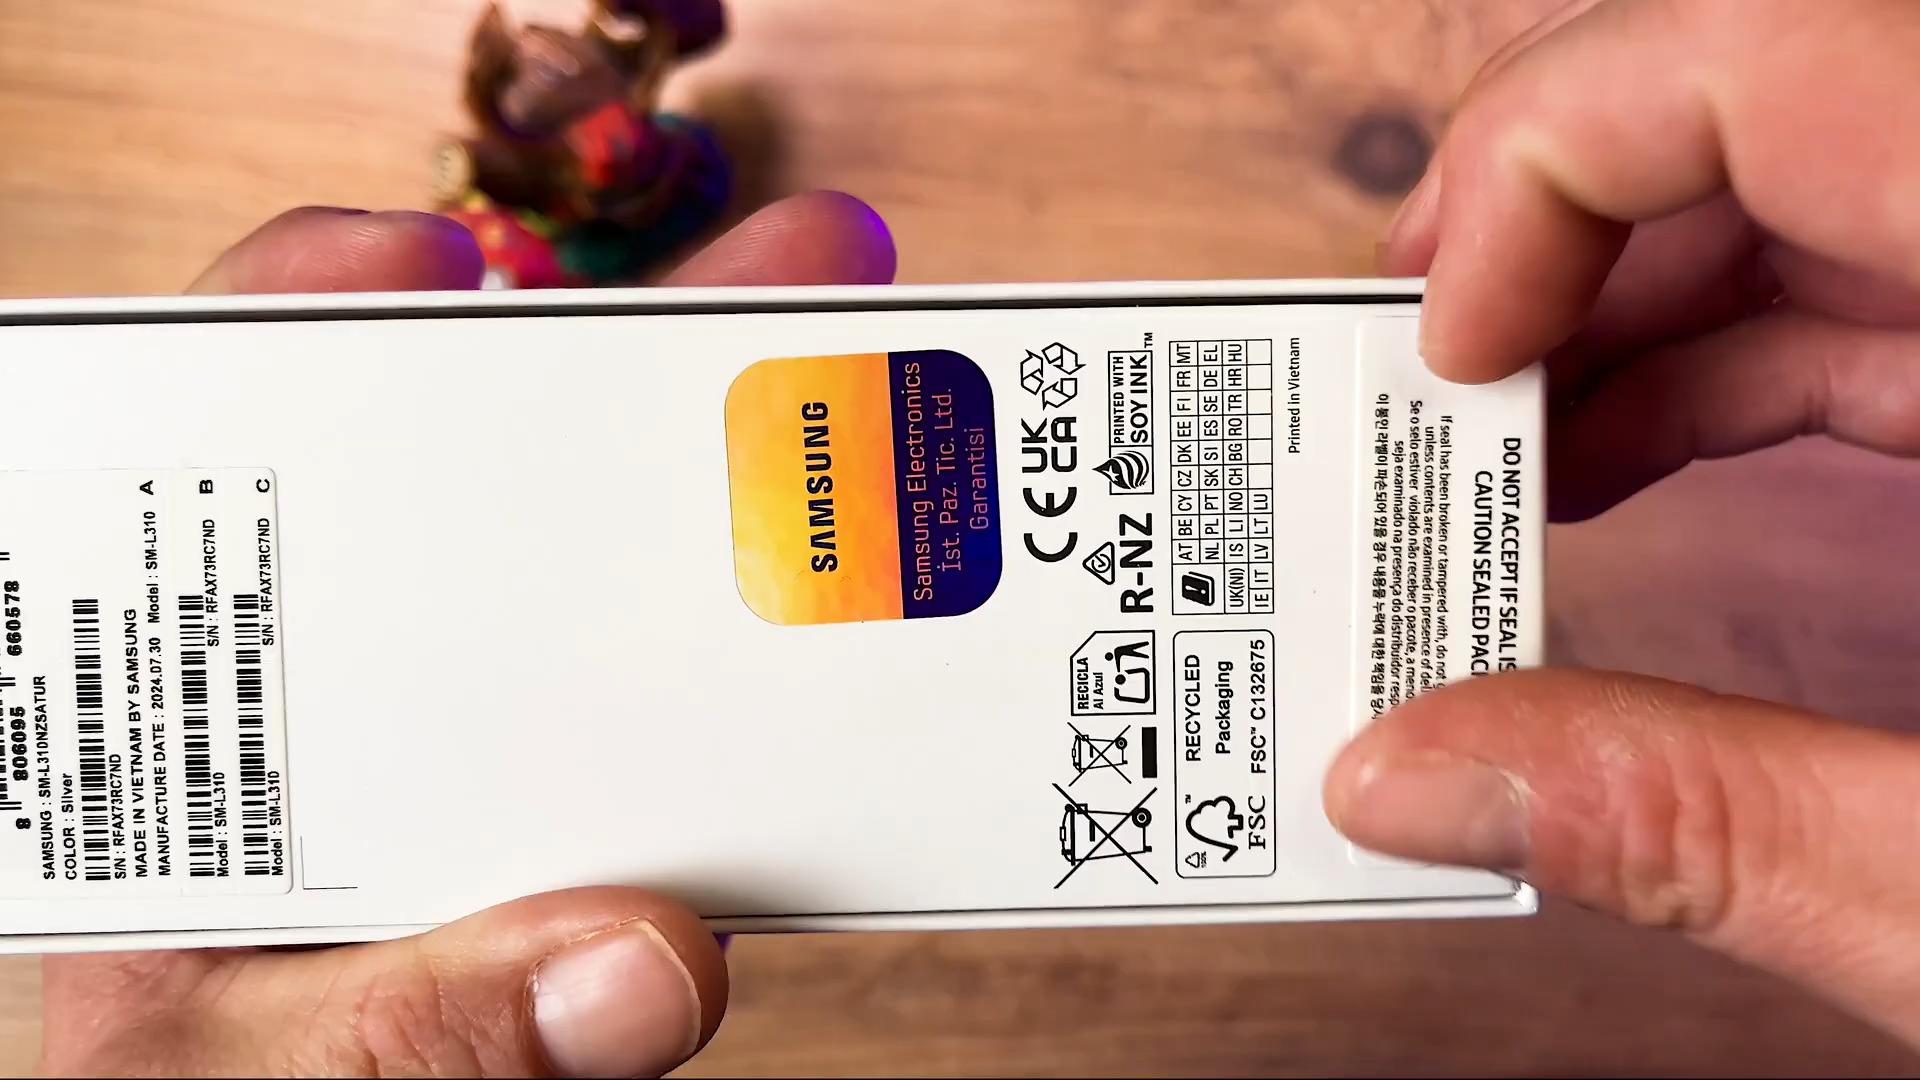 8 806095 660578
SAMSUNG : SM-L310NZSATUR
COLOR : Silver
S/N : RFAX73RC7ND
MADE IN VIETNAM BY SAMSUNG
MANUFACTURE DATE : 2024.07.30 Model : SM-L310 A
B
S/N : RFAX73RC7ND
Model : SM-L310
C
S/N : RFAX73RC7ND
Model : SM-L310
SAMSUNG
Samsung Electronics
İst. Paz. Tic. Ltd.
Garantisi
CE UK
CA
R-NZ
PRINTED WITH
SOY INK™
RECICLA
Al Azul
AT BE CY CZ DK EE FI FR MT
NL PL PT SK SI ES SE DE EL
UK(NI) IS LI NO CH BG RO TR HR HU
IE IT LV LT LU
RECYCLED
Packaging
FSC™ C132675
FSC
100%
Printed in Vietnam
Se o selo estiver violado não receber o pacote, a meno
seja examinado na presença do distribuidor resp
If seal has been broken or tampered with, do not
unless contents are examined in presence of
DO NOT ACCEPT IF SEAL IS
CAUTION SEALED